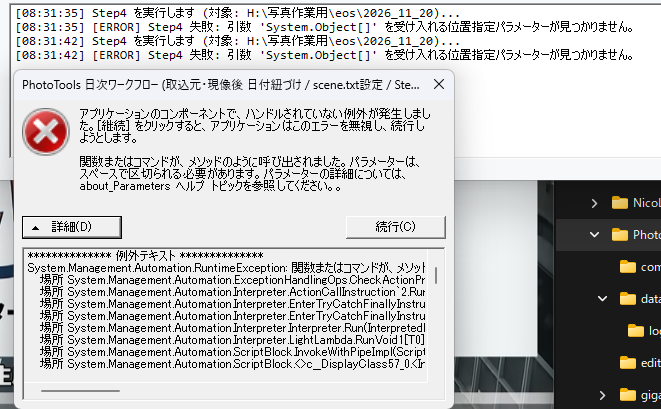 [08:31:35] Step4 を実行します (対象: H:\写真作業用\eos\2026_11_20)...
[08:31:35] [ERROR] Step4 失敗: 引数 'System.Object[]' を受け入れる位置指定パラメーターが見つかりません。
[08:31:42] Step4 を実行します (対象: H:\写真作業用\eos\2026_11_20)...
[08:31:42] [ERROR] Step4 失敗: 引数 'System.Object[]' を受け入れる位置指定パラメーターが見つかりません。
PhotoTools 日次ワークフロー (取込元・現像後 日付紐づけ / scene.txt設定 / Ste...
アプリケーションのコンポーネントで、ハンドルされていない例外が発生しま
した。[継続] をクリックすると、アプリケーションはこのエラーを無視し、続行し
ようとします。
関数またはコマンドが、メソッドのように呼び出されました。パラメーターは、
スペースで区切られる必要があります。パラメーターの詳細については、
about_Parameters ヘルプ トピックを参照してください。。
詳細(D)
続行(C)
************** 例外テキスト **************
System.Management.Automation.RuntimeException: 関数またはコマンドが、メソッ
場所 System.Management.Automation.ExceptionHandlingOps.CheckActionPr
場所 System.Management.Automation.Interpreter.ActionCallInstruction`2.Run
場所 System.Management.Automation.Interpreter.EnterTryCatchFinallyInstru
場所 System.Management.Automation.Interpreter.EnterTryCatchFinallyInstru
場所 System.Management.Automation.Interpreter.Interpreter.Run(Interpreted
場所 System.Management.Automation.Interpreter.LightLambda.RunVoid1[T0]
場所 System.Management.Automation.ScriptBlock.InvokeWithPipeImpl(Script
場所 System.Management.Automation.ScriptBlock.<>c__DisplayClass57_0.<In
NicoL
Photo
com
data
log
edit
giga